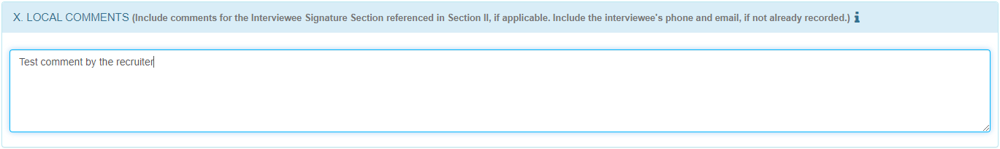 X. LOCAL COMMENTS (Include comments for the Interviewee Signature Section referenced in Section II, if applicable. Include the interviewee's phone and email, if not already recorded.)
Test comment by the recruiter